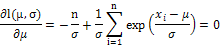 ∂l(μ, σ)/∂μ = −n/σ + 1/σ ∑_{i=1}^{n} exp((x_i − μ)/σ) = 0